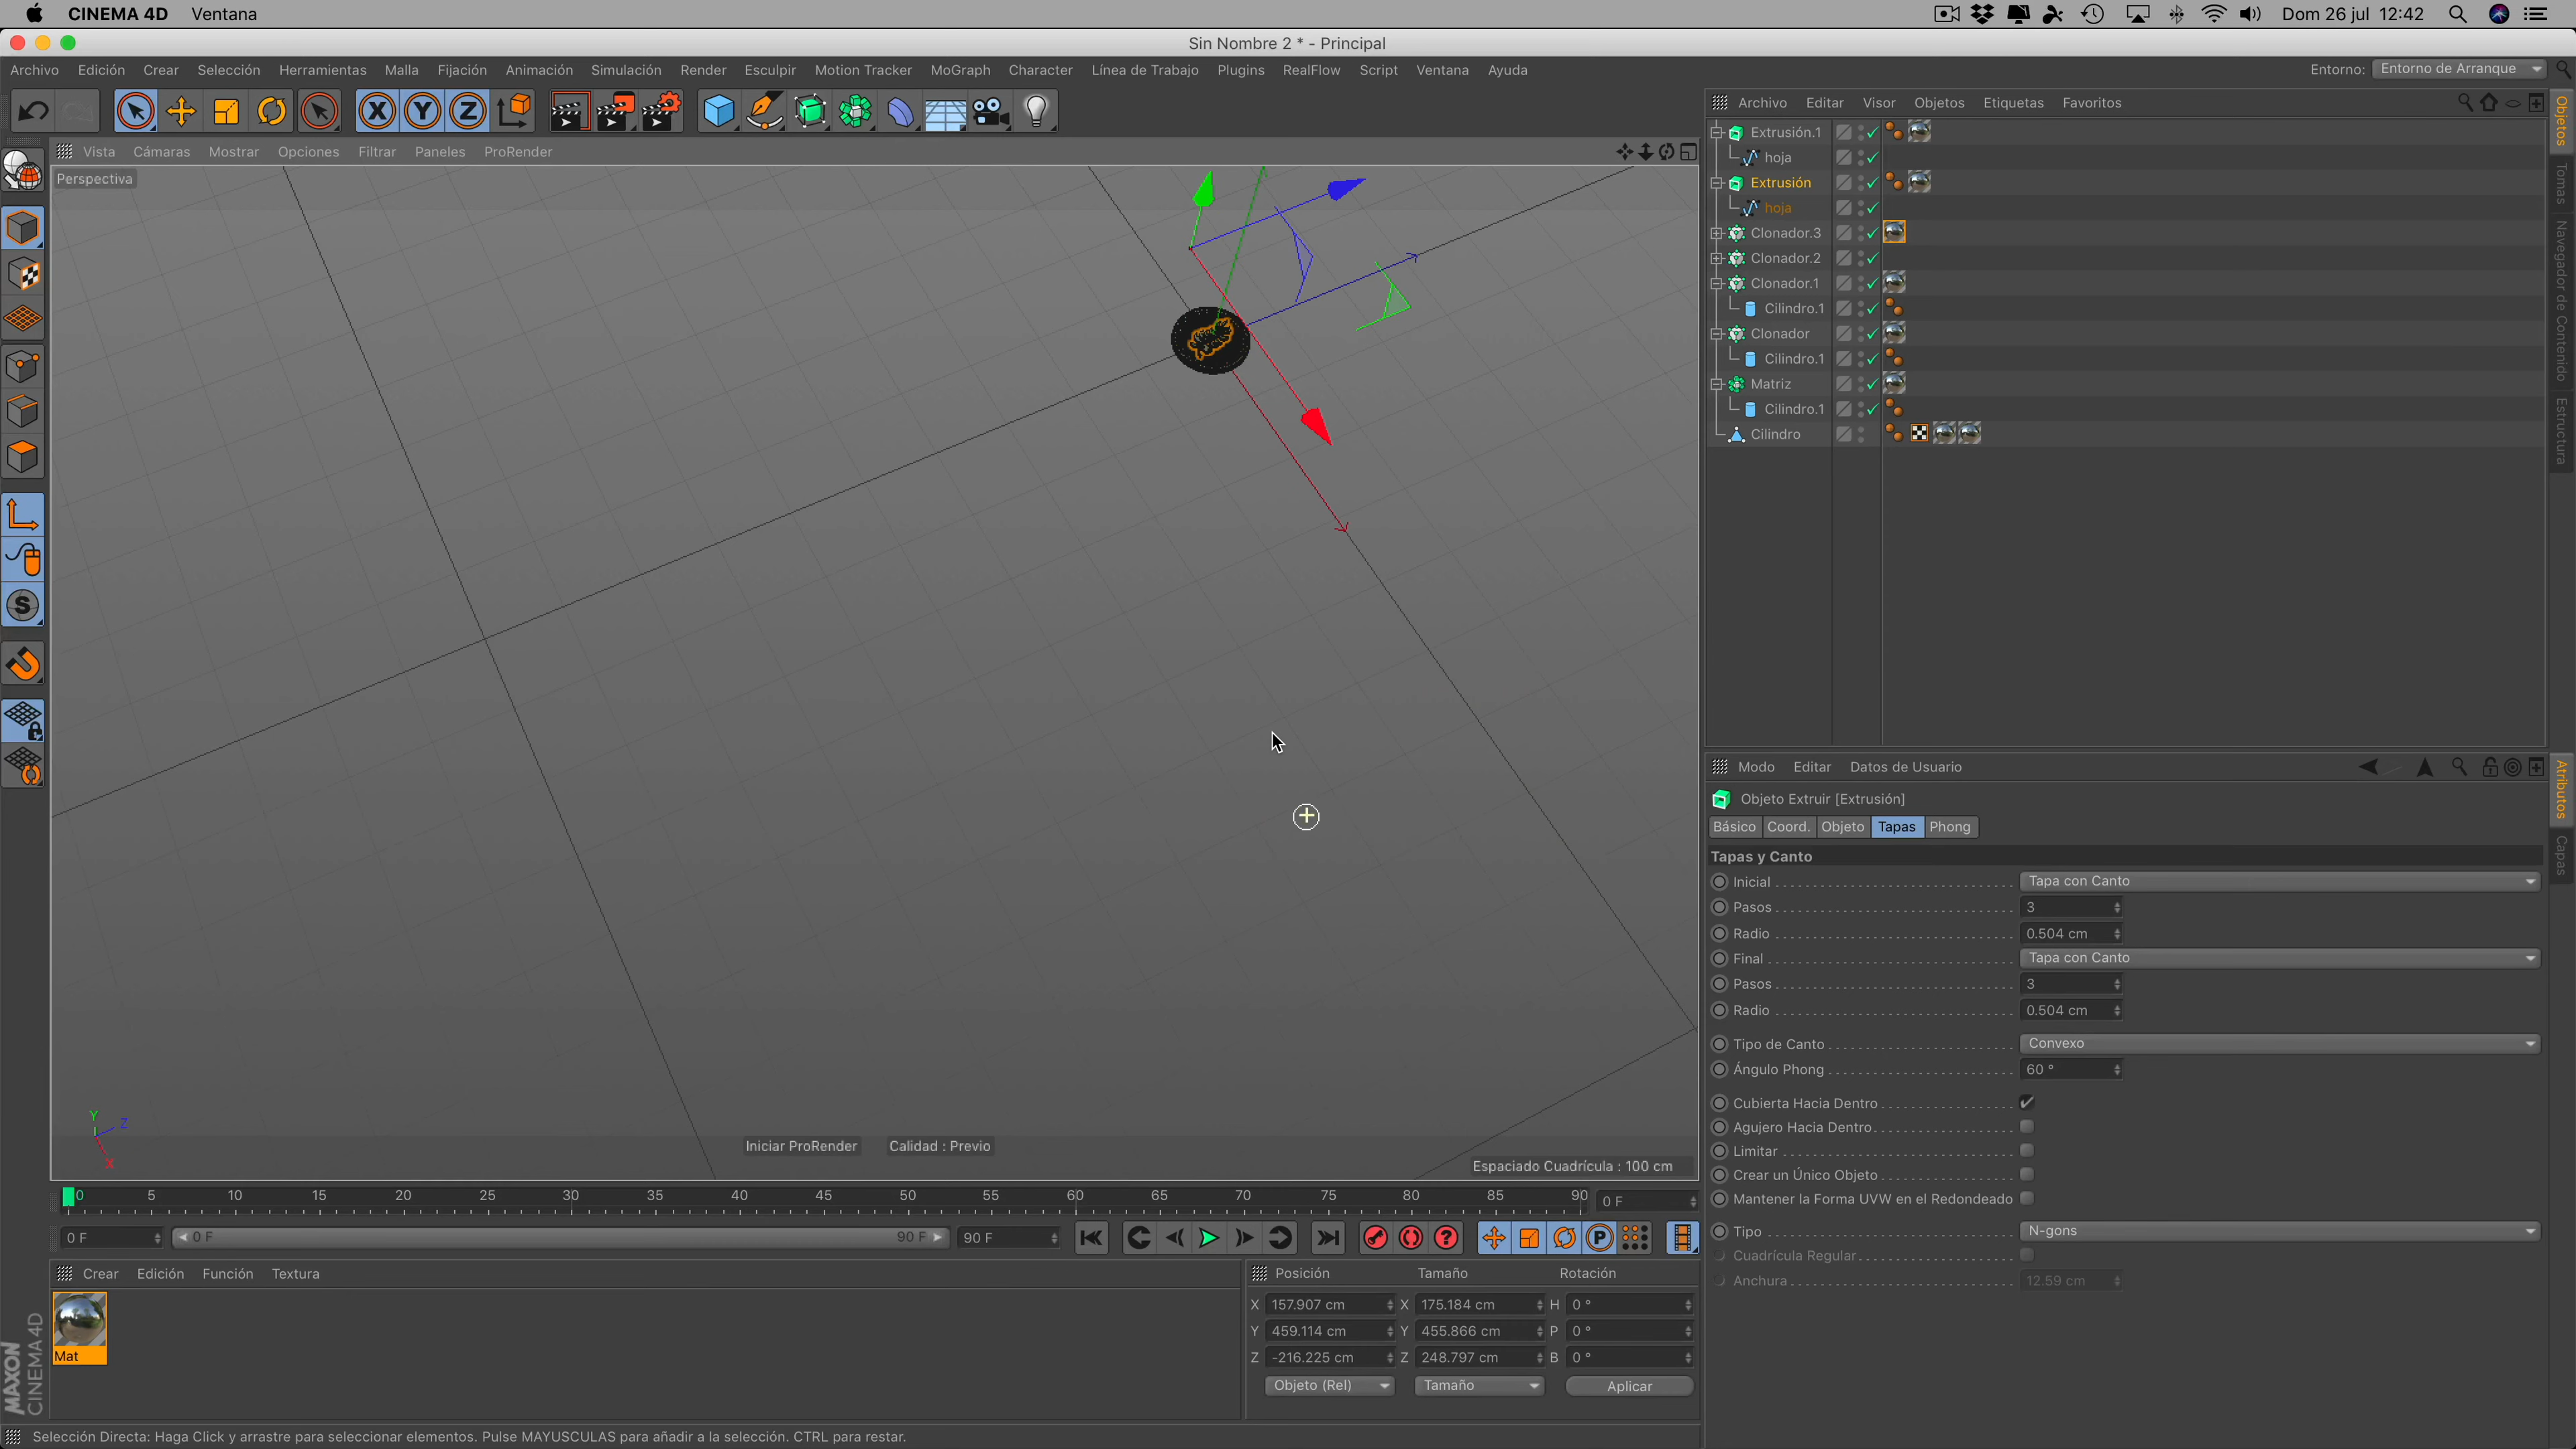 CINEMA 4D Ventana Dom 26 jul 12:42
Sin Nombre 2 * - Principal
Archivo Edición Crear Selección Herramientas Malla Fijación Animación Simulación Render Esculpir Motion Tracker MoGraph Character Línea de Trabajo Plugins RealFlow Script Ventana Ayuda Entorno: Entorno de Arranque
X Y Z
Vista Cámaras Mostrar Opciones Filtrar Paneles ProRender
Perspectiva
Y Z X
Iniciar ProRender Calidad : Previo
Espaciado Cuadrícula : 100 cm
0 5 10 15 20 25 30 35 40 45 50 55 60 65 70 75 80 85 90 0 F
0 F 0 F 90 F 90 F P
Crear Edición Función Textura
Mat
MAXON
CINEMA 4D
Posición Tamaño Rotación
X 157.907 cm X 175.184 cm H 0 °
Y 459.114 cm Y 455.866 cm P 0 °
Z -216.225 cm Z 248.797 cm B 0 °
Objeto (Rel) Tamaño Aplicar
Selección Directa: Haga Click y arrastre para seleccionar elementos. Pulse MAYUSCULAS para añadir a la selección. CTRL para restar.
Archivo Editar Visor Objetos Etiquetas Favoritos
Extrusión.1
hoja
Extrusión
hoja
Clonador.3
Clonador.2
Clonador.1
Cilindro.1
Clonador
Cilindro.1
Matriz
Cilindro.1
Cilindro
Objetos
Tomas
Navegador de Contenido
Estructura
Modo Editar Datos de Usuario
Objeto Extruir [Extrusión]
Básico Coord. Objeto Tapas Phong
Tapas y Canto
Inicial Tapa con Canto
Pasos 3
Radio 0.504 cm
Final Tapa con Canto
Pasos 3
Radio 0.504 cm
Tipo de Canto Convexo
Ángulo Phong 60 °
Cubierta Hacia Dentro
Agujero Hacia Dentro
Limitar
Crear un Único Objeto
Mantener la Forma UVW en el Redondeado
Tipo N-gons
Cuadrícula Regular
Anchura 12.59 cm
Atributos
Capas